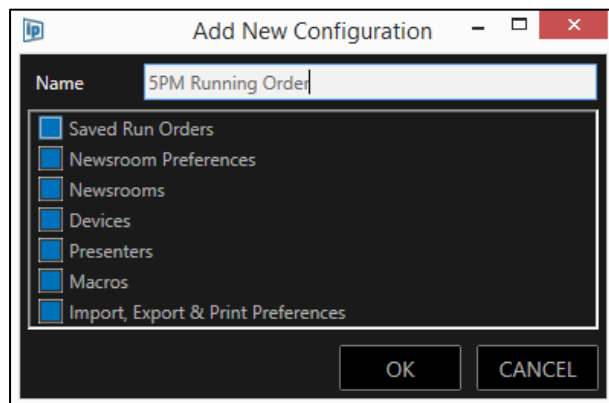 ip
Add New Configuration
Name 5PM Running Order
Saved Run Orders
Newsroom Preferences
Newsrooms
Devices
Presenters
Macros
Import, Export & Print Preferences
OK CANCEL